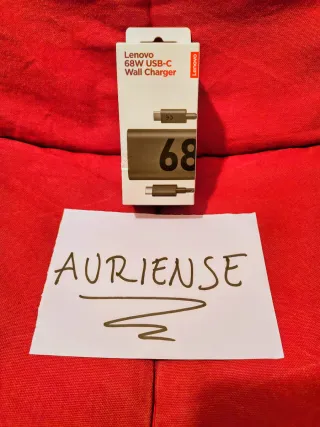 Lenovo
68W USB-C
Wall Charger
Lenovo
68
AURIENSE